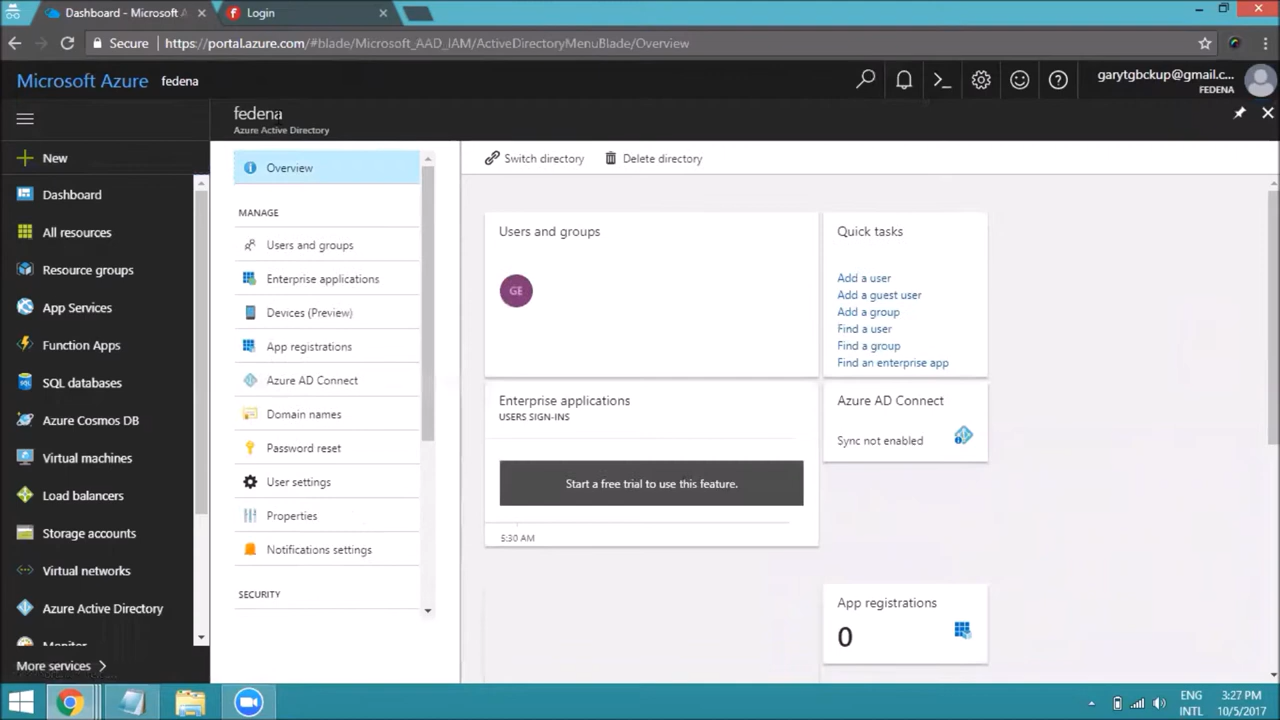 Dashboard - Microsoft A
Login
Secure
https://portal.azure.com/#blade/Microsoft_AAD_IAM/ActiveDirectoryMenuBlade/Overview
Microsoft Azure
fedena
garytgbckup@gmail.c...
FEDENA
fedena
Azure Active Directory
New
Dashboard
All resources
Resource groups
App Services
Function Apps
SQL databases
Azure Cosmos DB
Virtual machines
Load balancers
Storage accounts
Virtual networks
Azure Active Directory
Monitor
More services
Overview
MANAGE
Users and groups
Enterprise applications
Devices (Preview)
App registrations
Azure AD Connect
Domain names
Password reset
User settings
Properties
Notifications settings
SECURITY
Switch directory
Delete directory
Users and groups
GE
Quick tasks
Add a user
Add a guest user
Add a group
Find a user
Find a group
Find an enterprise app
Enterprise applications
USERS SIGN-INS
Start a free trial to use this feature.
5:30 AM
Azure AD Connect
Sync not enabled
App registrations
0
ENG
INTL
3:27 PM
10/5/2017